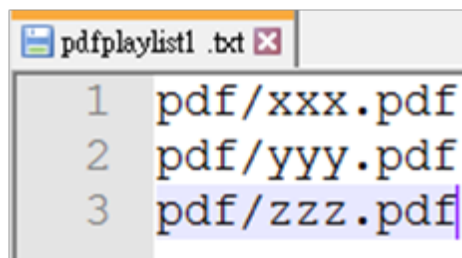 pdfplaylist1 .txt
1 pdf/xxx.pdf
2 pdf/yyy.pdf
3 pdf/zzz.pdf